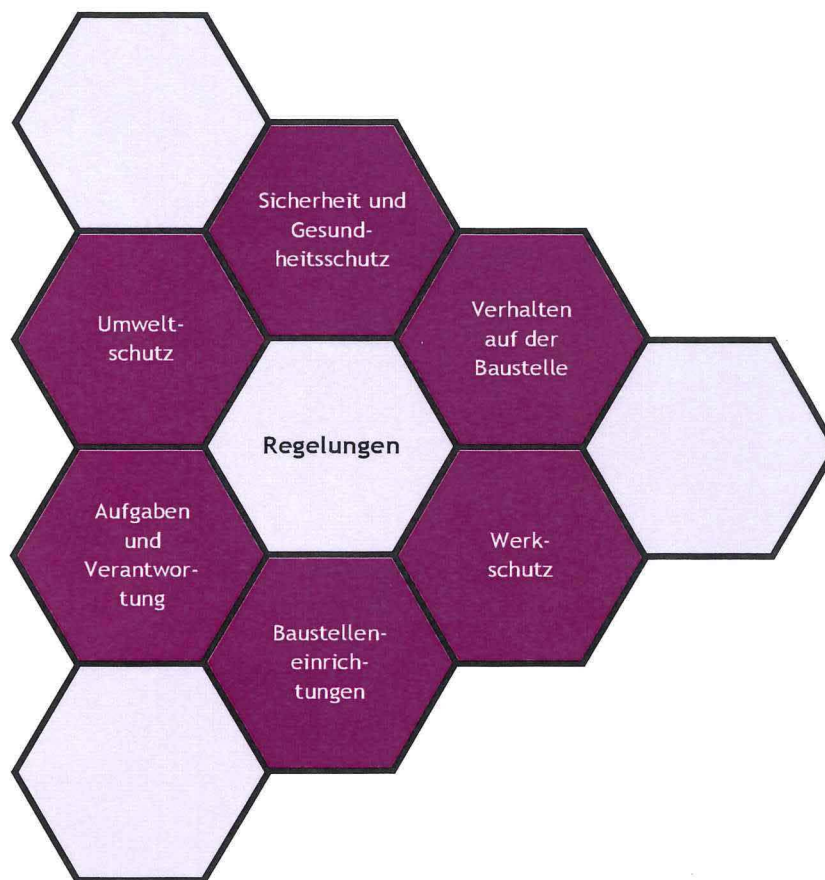 Sicherheit und
Gesund-
heitsschutz
Umwelt-
schutz
Verhalten
auf der
Baustelle
Regelungen
Aufgaben
und
Verantwor-
tung
Werk-
schutz
Baustellen-
einrich-
tungen